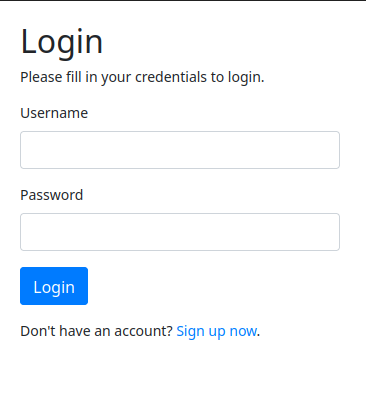 Login
Please fill in your credentials to login.
Username
Password
Login
Don't have an account? Sign up now.